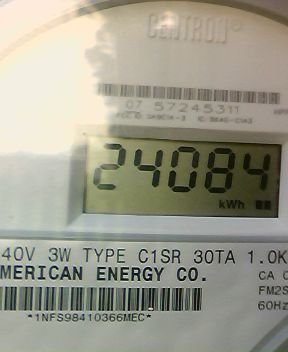 CENTRON®
07 57245311
24084
kWh
40V 3W TYPE C1SR 30TA 1.0K
MERICAN ENERGY CO.
CA 0
FM2S
60Hz
*1NFS98410366MEC*